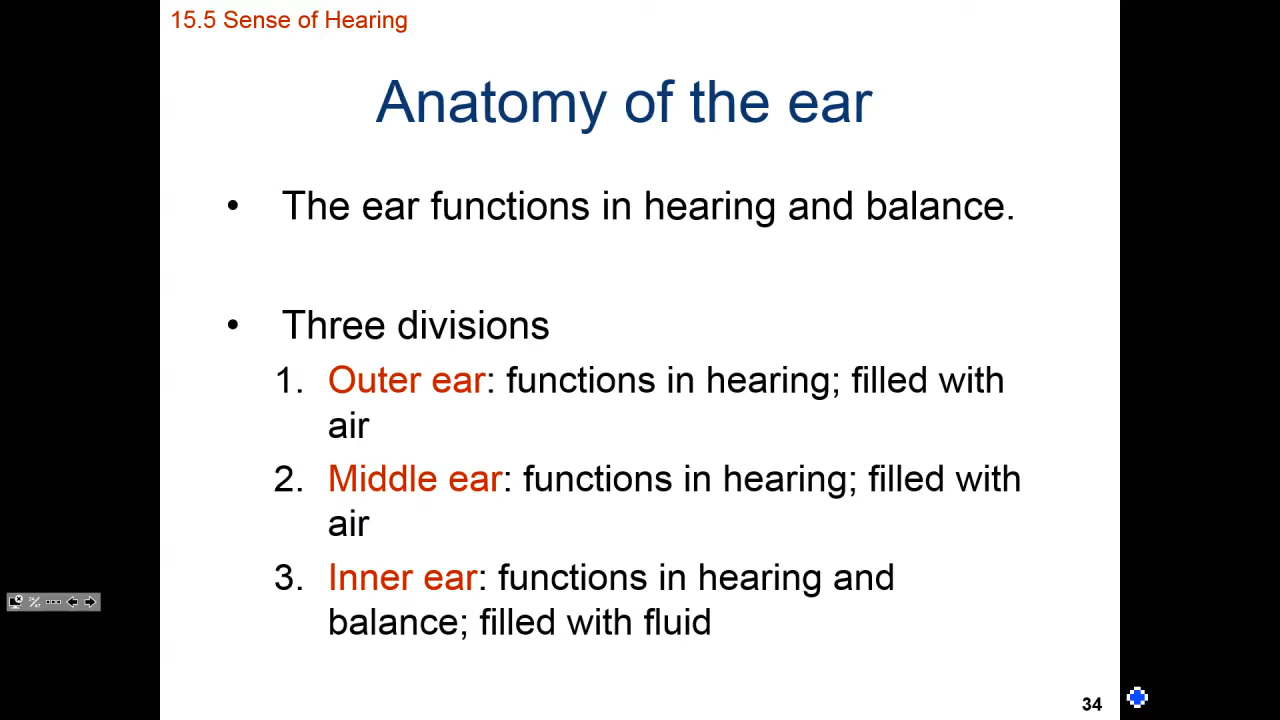 15.5 Sense of Hearing
Anatomy of the ear
• The ear functions in hearing and balance.
• Three divisions
1. Outer ear: functions in hearing; filled with
air
2. Middle ear: functions in hearing; filled with
air
3. Inner ear: functions in hearing and
balance; filled with fluid
34